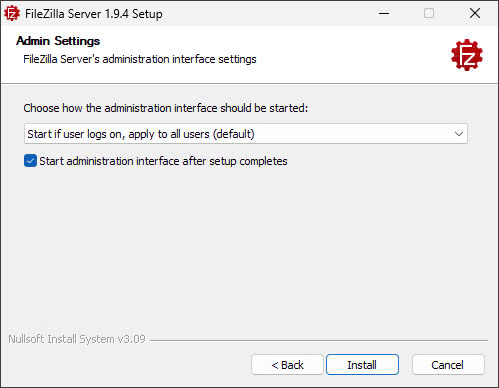 FileZilla Server 1.9.4 Setup
Admin Settings
FileZilla Server's administration interface settings
Fz
Choose how the administration interface should be started:
Start if user logs on, apply to all users (default)
Start administration interface after setup completes
Nullsoft Install System v3.09
< Back
Install
Cancel